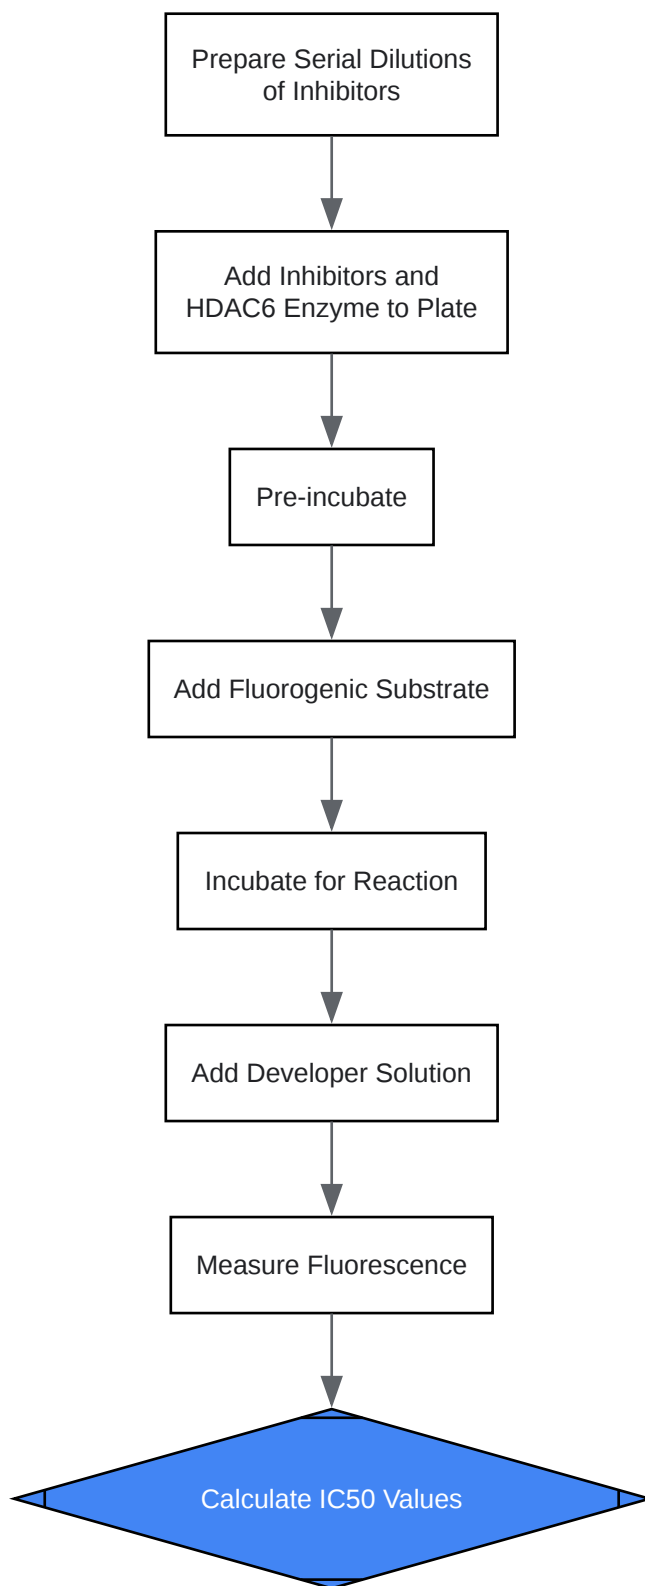 Prepare Serial Dilutions
of Inhibitors
Add Inhibitors and
HDAC6 Enzyme to Plate
Pre-incubate
Add Fluorogenic Substrate
Incubate for Reaction
Add Developer Solution
Measure Fluorescence
Calculate IC50 Values